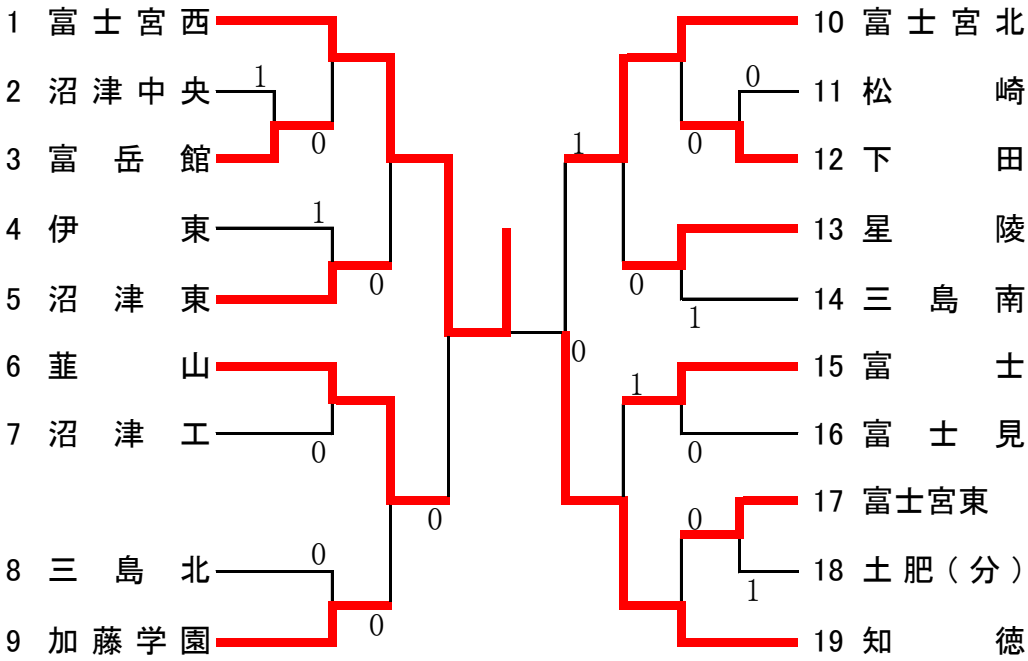 1 富士宮西
2 沼津中央
3 富岳館
4 伊東
5 沼津東
6 韮山
7 沼津工
8 三島北
9 加藤学園
1
0
1
0
0
0
0
0
0
1
0
0
0
1
1
0
0
1
10 富士宮北
11 松崎
12 下田
13 星陵
14 三島南
15 富士
16 富士見
17 富士宮東
18 土肥(分)
19 知徳